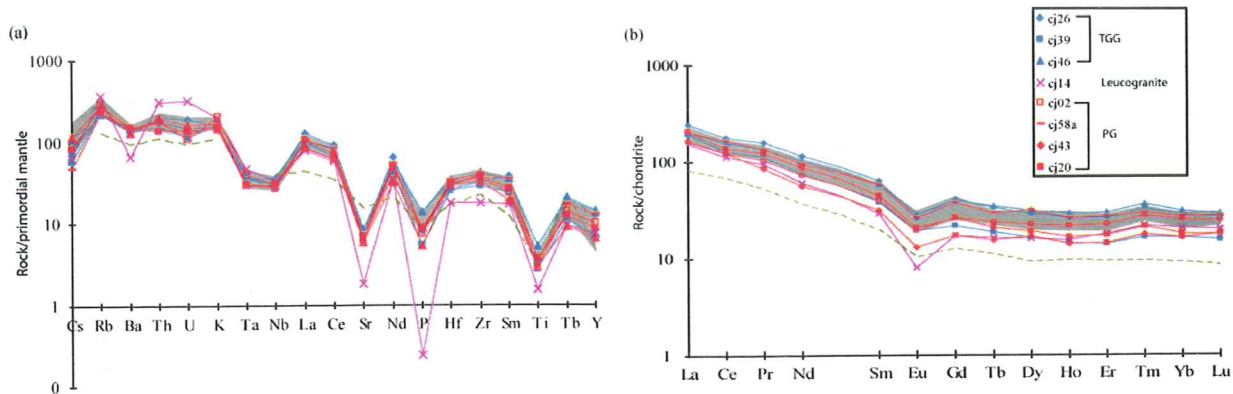 (a)
Rock/primordial mantle
1000
100
10
1
0
Cs Rb Ba Th U K Ta Nb La Ce Sr Nd P Hf Zr Sm Ti Tb Y
(b)
Rock/chondrite
1000
100
10
1
La Ce Pr Nd Sm Eu Gd Tb Dy Ho Er Tm Yb Lu
cj26
cj39 TGG
cj46
cj14 Leucogranite
cj02
cj58a PG
cj43
cj20